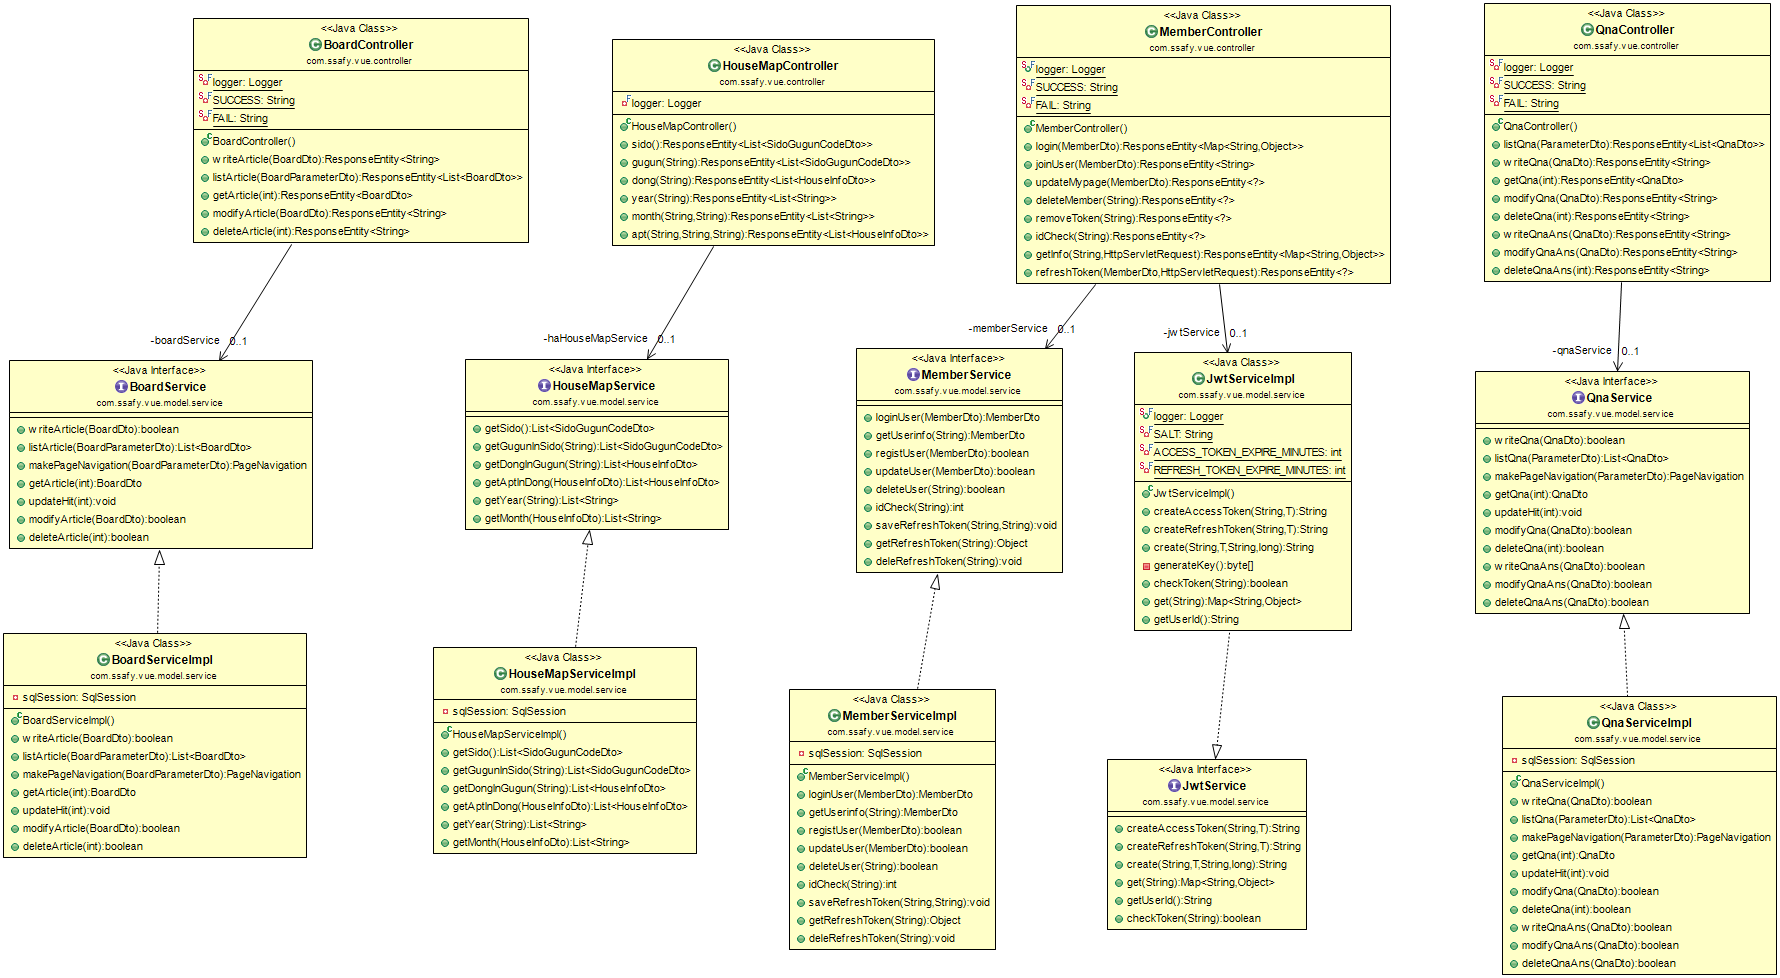 <<Java Class>>
BoardController
com.ssafy.vue.controller
logger: Logger
SUCCESS: String
FAIL: String
BoardController()
writeArticle(BoardDto):ResponseEntity<String>
listArticle(BoardParameterDto):ResponseEntity<List<BoardDto>>
getArticle(int):ResponseEntity<BoardDto>
modifyArticle(BoardDto):ResponseEntity<String>
deleteArticle(int):ResponseEntity<String>
<<Java Class>>
HouseMapController
com.ssafy.vue.controller
logger: Logger
HouseMapController()
sido():ResponseEntity<List<SidoGugunCodeDto>>
gugun(String):ResponseEntity<List<SidoGugunCodeDto>>
dong(String):ResponseEntity<List<HouseInfoDto>>
year(String):ResponseEntity<List<String>>
month(String,String):ResponseEntity<List<String>>
apt(String,String,String):ResponseEntity<List<HouseInfoDto>>
<<Java Class>>
MemberController
com.ssafy.vue.controller
logger: Logger
SUCCESS: String
FAIL: String
MemberController()
login(MemberDto):ResponseEntity<Map<String,Object>>
joinUser(MemberDto):ResponseEntity<String>
updateMypage(MemberDto):ResponseEntity<?>
deleteMember(String):ResponseEntity<?>
removeToken(String):ResponseEntity<?>
idCheck(String):ResponseEntity<?>
getInfo(String,HttpServletRequest):ResponseEntity<Map<String,Object>>
refreshToken(MemberDto,HttpServletRequest):ResponseEntity<?>
<<Java Class>>
QnaController
com.ssafy.vue.controller
logger: Logger
SUCCESS: String
FAIL: String
QnaController()
listQna(ParameterDto):ResponseEntity<List<QnaDto>>
writeQna(QnaDto):ResponseEntity<String>
getQna(int):ResponseEntity<QnaDto>
modifyQna(QnaDto):ResponseEntity<String>
deleteQna(int):ResponseEntity<String>
writeQnaAns(QnaDto):ResponseEntity<String>
modifyQnaAns(QnaDto):ResponseEntity<String>
deleteQnaAns(int):ResponseEntity<String>
-boardService 0..1
-haHouseMapService 0..1
-memberService 0..1
-jwtService 0..1
-qnaService 0..1
<<Java Interface>>
BoardService
com.ssafy.vue.model.service
writeArticle(BoardDto):boolean
listArticle(BoardParameterDto):List<BoardDto>
makePageNavigation(BoardParameterDto):PageNavigation
getArticle(int):BoardDto
updateHit(int):void
modifyArticle(BoardDto):boolean
deleteArticle(int):boolean
<<Java Interface>>
HouseMapService
com.ssafy.vue.model.service
getSido():List<SidoGugunCodeDto>
getGugunInSido(String):List<SidoGugunCodeDto>
getDongInGugun(String):List<HouseInfoDto>
getAptInDong(HouseInfoDto):List<HouseInfoDto>
getYear(String):List<String>
getMonth(HouseInfoDto):List<String>
<<Java Interface>>
MemberService
com.ssafy.vue.model.service
loginUser(MemberDto):MemberDto
getUserinfo(String):MemberDto
registUser(MemberDto):boolean
updateUser(MemberDto):boolean
deleteUser(String):boolean
idCheck(String):int
saveRefreshToken(String,String):void
getRefreshToken(String):Object
deleRefreshToken(String):void
<<Java Class>>
JwtServiceImpl
com.ssafy.vue.model.service
logger: Logger
SALT: String
ACCESS_TOKEN_EXPIRE_MINUTES: int
REFRESH_TOKEN_EXPIRE_MINUTES: int
JwtServiceImpl()
createAccessToken(String,T):String
createRefreshToken(String,T):String
create(String,T,String,long):String
generateKey():byte[]
checkToken(String):boolean
get(String):Map<String,Object>
getUserId():String
<<Java Interface>>
QnaService
com.ssafy.vue.model.service
writeQna(QnaDto):boolean
listQna(ParameterDto):List<QnaDto>
makePageNavigation(ParameterDto):PageNavigation
getQna(int):QnaDto
updateHit(int):void
modifyQna(QnaDto):boolean
deleteQna(int):boolean
writeQnaAns(QnaDto):boolean
modifyQnaAns(QnaDto):boolean
deleteQnaAns(QnaDto):boolean
<<Java Class>>
BoardServiceImpl
com.ssafy.vue.model.service
sqlSession: SqlSession
BoardServiceImpl()
writeArticle(BoardDto):boolean
listArticle(BoardParameterDto):List<BoardDto>
makePageNavigation(BoardParameterDto):PageNavigation
getArticle(int):BoardDto
updateHit(int):void
modifyArticle(BoardDto):boolean
deleteArticle(int):boolean
<<Java Class>>
HouseMapServiceImpl
com.ssafy.vue.model.service
sqlSession: SqlSession
HouseMapServiceImpl()
getSido():List<SidoGugunCodeDto>
getGugunInSido(String):List<SidoGugunCodeDto>
getDongInGugun(String):List<HouseInfoDto>
getAptInDong(HouseInfoDto):List<HouseInfoDto>
getYear(String):List<String>
getMonth(HouseInfoDto):List<String>
<<Java Class>>
MemberServiceImpl
com.ssafy.vue.model.service
sqlSession: SqlSession
MemberServiceImpl()
loginUser(MemberDto):MemberDto
getUserinfo(String):MemberDto
registUser(MemberDto):boolean
updateUser(MemberDto):boolean
deleteUser(String):boolean
idCheck(String):int
saveRefreshToken(String,String):void
getRefreshToken(String):Object
deleRefreshToken(String):void
<<Java Interface>>
JwtService
com.ssafy.vue.model.service
createAccessToken(String,T):String
createRefreshToken(String,T):String
create(String,T,String,long):String
get(String):Map<String,Object>
getUserId():String
checkToken(String):boolean
<<Java Class>>
QnaServiceImpl
com.ssafy.vue.model.service
sqlSession: SqlSession
QnaServiceImpl()
writeQna(QnaDto):boolean
listQna(ParameterDto):List<QnaDto>
makePageNavigation(ParameterDto):PageNavigation
getQna(int):QnaDto
updateHit(int):void
modifyQna(QnaDto):boolean
deleteQna(int):boolean
writeQnaAns(QnaDto):boolean
modifyQnaAns(QnaDto):boolean
deleteQnaAns(QnaDto):boolean